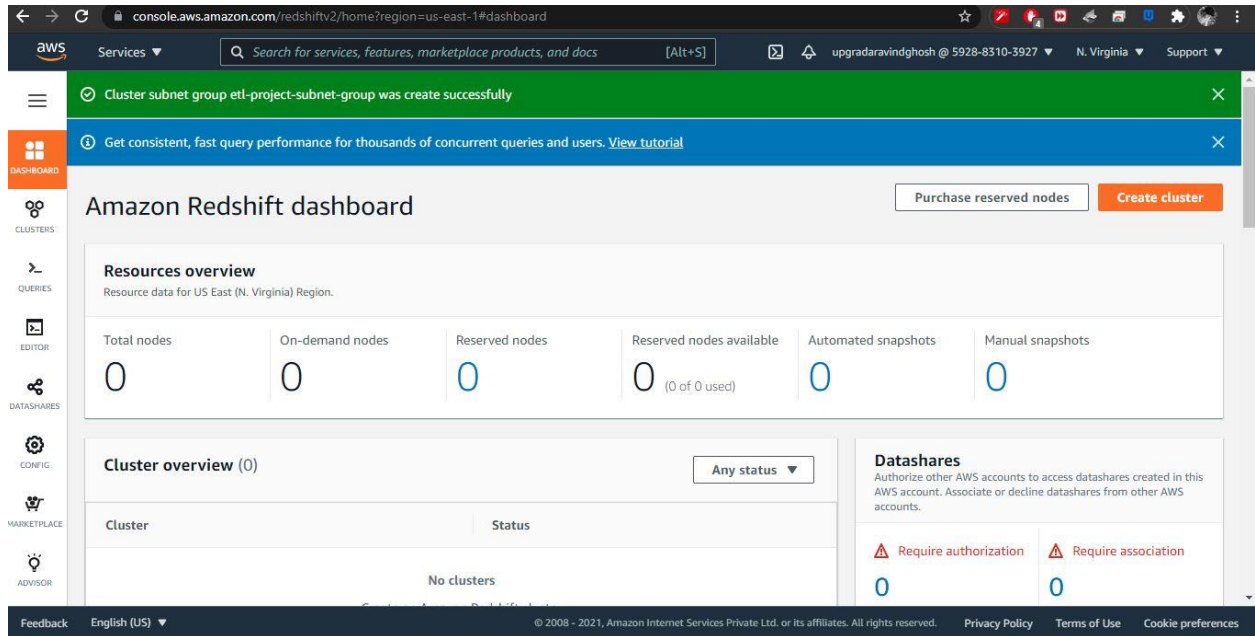 console.aws.amazon.com/redshiftv2/home?region=us-east-1#dashboard
4
aws
Services ▼
Search for services, features, marketplace products, and docs
[Alt+S]
upgradaravindghosh @ 5928-8310-3927 ▼
N. Virginia ▼
Support ▼
Cluster subnet group etl-project-subnet-group was create successfully
Get consistent, fast query performance for thousands of concurrent queries and users. View tutorial
DASHBOARD
CLUSTERS
QUERIES
EDITOR
DATASHARES
CONFIG
MARKETPLACE
ADVISOR
Amazon Redshift dashboard
Purchase reserved nodes
Create cluster
Resources overview
Resource data for US East (N. Virginia) Region.
Total nodes
0
On-demand nodes
0
Reserved nodes
0
Reserved nodes available
0 (0 of 0 used)
Automated snapshots
0
Manual snapshots
0
Cluster overview (0)
Any status ▼
Cluster
Status
No clusters
Datashares
Authorize other AWS accounts to access datashares created in this
AWS account. Associate or decline datashares from other AWS
accounts.
Require authorization
0
Require association
0
Feedback
English (US) ▼
© 2008 - 2021, Amazon Internet Services Private Ltd. or its affiliates. All rights reserved.
Privacy Policy
Terms of Use
Cookie preferences